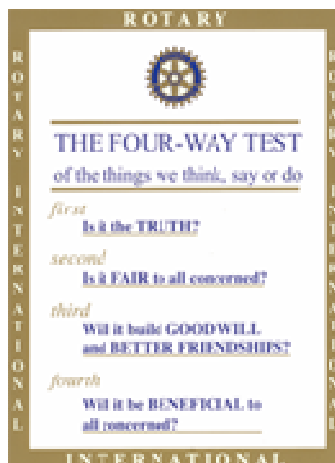 ROTARY
ROTARY INTERNATIONAL
ROTARY INTERNATIONAL
THE FOUR-WAY TEST
of the things we think, say or do
first
Is it the TRUTH?
second
Is it FAIR to all concerned?
third
Will it build GOODWILL
and BETTER FRIENDSHIPS?
fourth
Will it be BENEFICIAL to
all concerned?
INTERNATIONAL